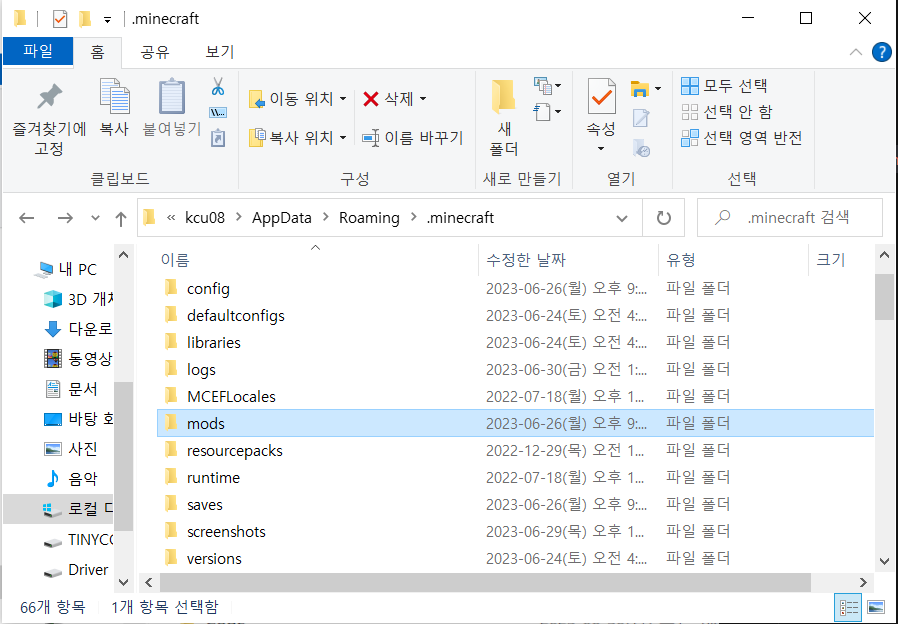 .minecraft
파일 홈 공유 보기
즐겨찾기에 고정
복사
붙여넣기
클립보드
이동 위치
복사 위치
삭제
이름 바꾸기
구성
새 폴더
새로 만들기
속성
열기
모두 선택
선택 안 함
선택 영역 반전
선택
« kcu08 > AppData > Roaming > .minecraft
.minecraft 검색
내 PC
3D 개체
다운로
동영상
문서
바탕 화
사진
음악
로컬 디
TINYCO
Driver
이름 수정한 날짜 유형 크기
config 2023-06-26(월) 오후 9:... 파일 폴더
defaultconfigs 2023-06-24(토) 오전 4:... 파일 폴더
libraries 2023-06-24(토) 오전 4:... 파일 폴더
logs 2023-06-30(금) 오전 1:... 파일 폴더
MCEFLocales 2022-07-18(월) 오후 1... 파일 폴더
mods 2023-06-26(월) 오후 9:... 파일 폴더
resourcepacks 2022-12-29(목) 오전 1... 파일 폴더
runtime 2022-07-18(월) 오후 1... 파일 폴더
saves 2023-06-26(월) 오후 9:... 파일 폴더
screenshots 2023-06-29(목) 오후 1... 파일 폴더
versions 2023-06-24(토) 오전 4:... 파일 폴더
66개 항목 1개 항목 선택함